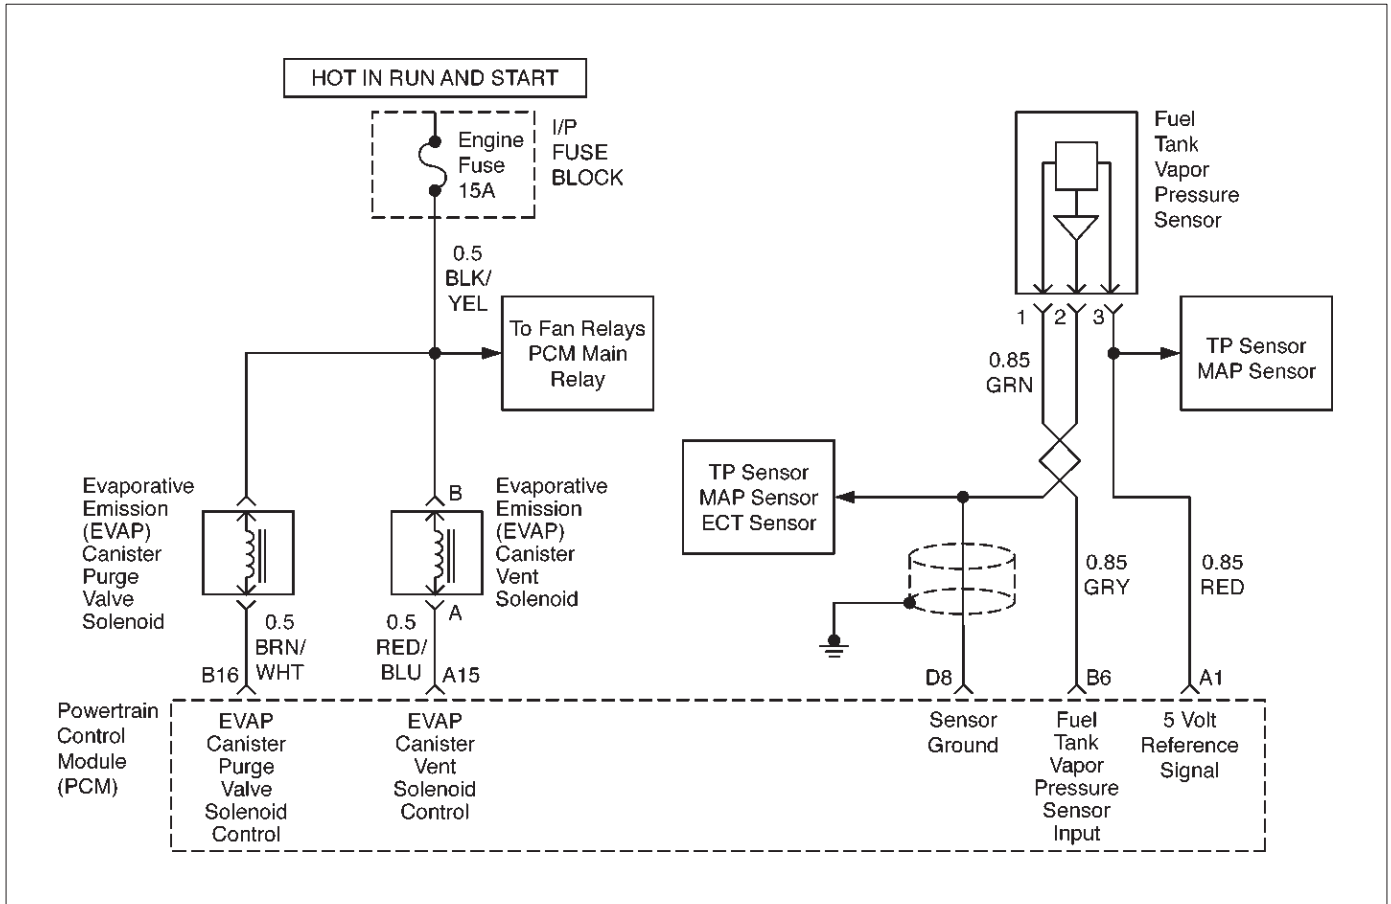 HOT IN RUN AND START
Engine
Fuse
15A
I/P
FUSE
BLOCK
0.5
BLK/
YEL
To Fan Relays
PCM Main
Relay
Fuel
Tank
Vapor
Pressure
Sensor
1
2
3
0.85
GRN
TP Sensor
MAP Sensor
TP Sensor
MAP Sensor
ECT Sensor
Evaporative
Emission
(EVAP)
Canister
Purge
Valve
Solenoid
B
A
Evaporative
Emission
(EVAP)
Canister
Vent
Solenoid
0.5
BRN/
WHT
0.5
RED/
BLU
0.85
GRY
0.85
RED
B16
A15
D8
B6
A1
Powertrain
Control
Module
(PCM)
EVAP
Canister
Purge
Valve
Solenoid
Control
EVAP
Canister
Vent
Solenoid
Control
Sensor
Ground
Fuel
Tank
Vapor
Pressure
Sensor
Input
5 Volt
Reference
Signal